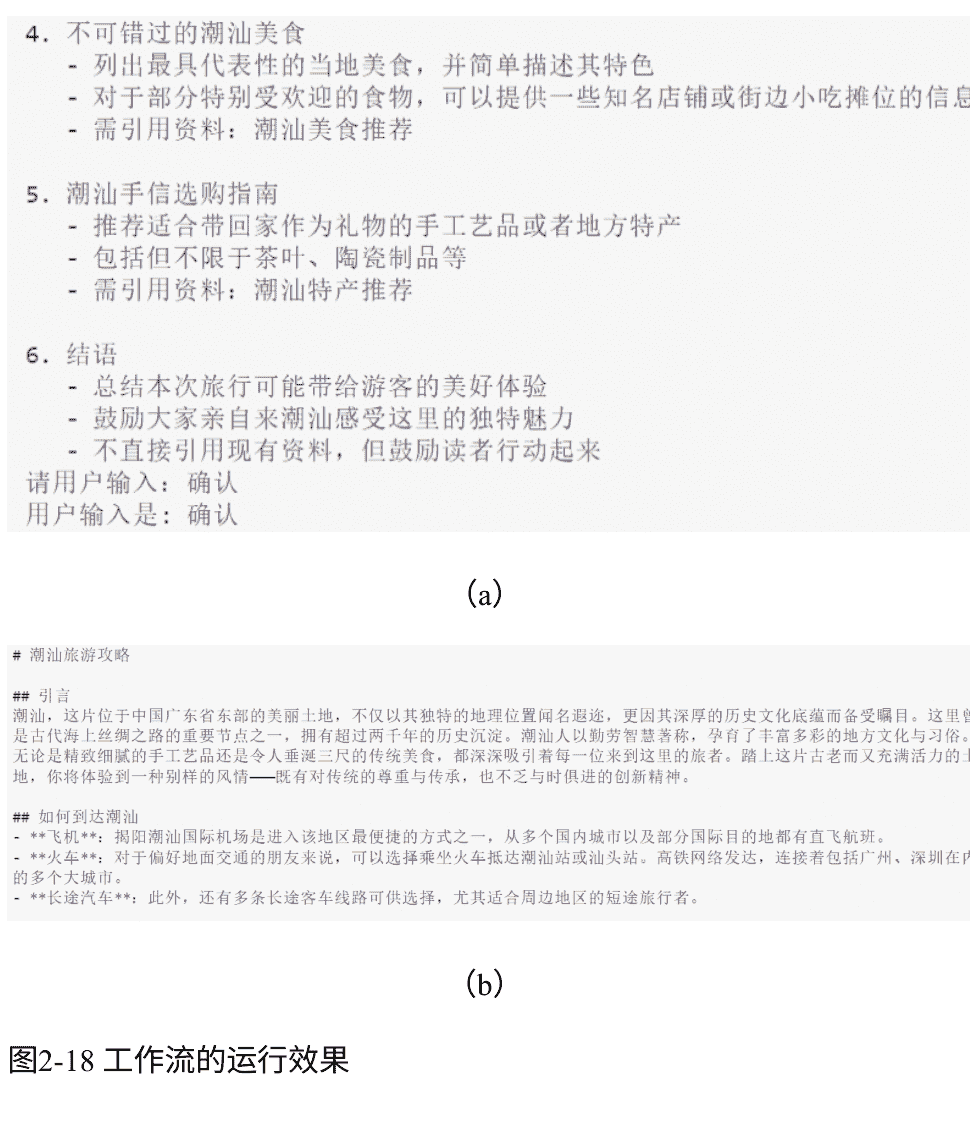 4. 不可错过的潮汕美食
- 列出最具代表性的当地美食，并简单描述其特色
- 对于部分特别受欢迎的食物，可以提供一些知名店铺或街边小吃摊位的信息
- 需引用资料：潮汕美食推荐
5. 潮汕手信选购指南
- 推荐适合带回家作为礼物的手工艺品或者地方特产
- 包括但不限于茶叶、陶瓷制品等
- 需引用资料：潮汕特产推荐
6. 结语
- 总结本次旅行可能带给游客的美好体验
- 鼓励大家亲自来潮汕感受这里的独特魅力
- 不直接引用现有资料，但鼓励读者行动起来
请用户输入：确认
用户输入是：确认
（a）
# 潮汕旅游攻略
## 引言
潮汕，这片位于中国广东省东部的美丽土地，不仅以其独特的地理位置闻名遐迩，更因其深厚的历史文化底蕴而备受瞩目。这里曾
是古代海上丝绸之路的重要节点之一，拥有超过两千年的历史沉淀。潮汕人以勤劳智慧著称，孕育了丰富多彩的地方文化与习俗。
无论是精致细腻的手工艺品还是令人垂涎三尺的传统美食，都深深吸引着每一位来到这里的旅者。踏上这片古老而又充满活力的土
地，你将体验到一种别样的风情——既有对传统的尊重与传承，也不乏与时俱进的创新精神。
## 如何到达潮汕
- **飞机**：揭阳潮汕国际机场是进入该地区最便捷的方式之一，从多个国内城市以及部分国际目的地都有直飞航班。
- **火车**：对于偏好地面交通的朋友来说，可以选择乘坐火车抵达潮汕站或汕头站。高铁网络发达，连接着包括广州、深圳在内
的多个大城市。
- **长途汽车**：此外，还有多条长途客车线路可供选择，尤其适合周边地区的短途旅行者。
（b）
图2-18 工作流的运行效果